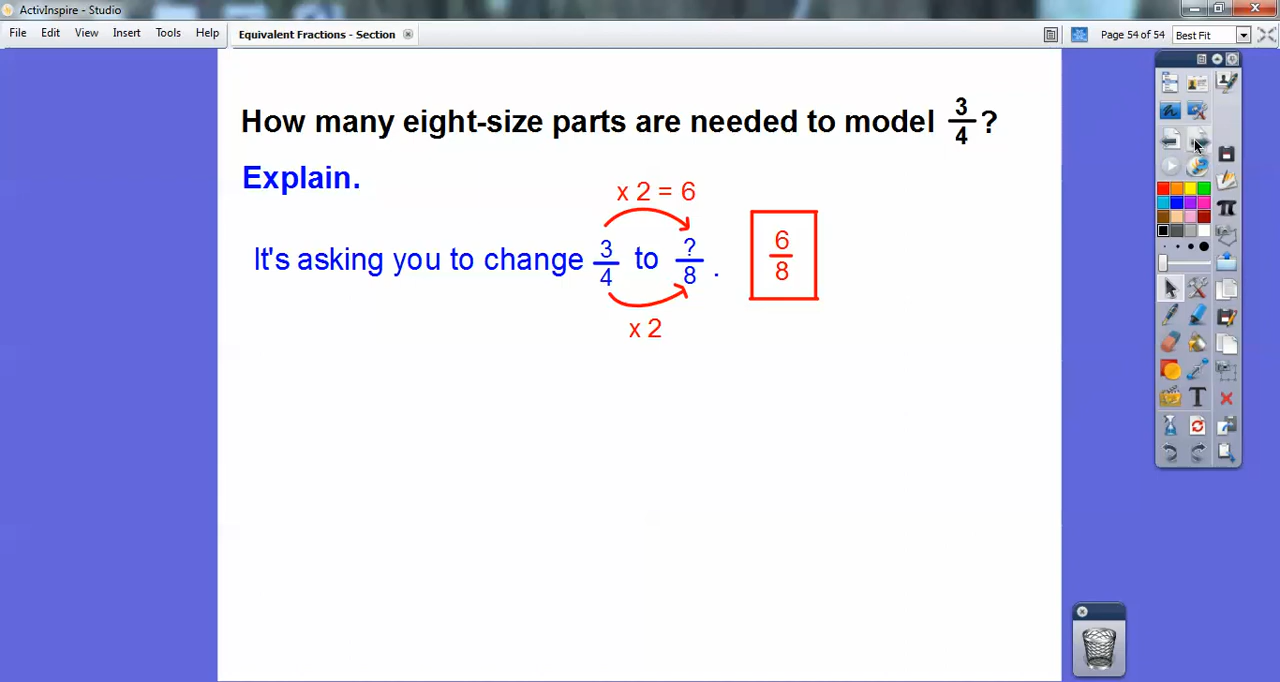 ActivInspire - Studio
File Edit View Insert Tools Help Equivalent Fractions - Section Page 54 of 54 Best Fit
How many eight-size parts are needed to model 3/4?
Explain.
x 2 = 6
It's asking you to change 3/4 to ?/8 . 6/8
x 2